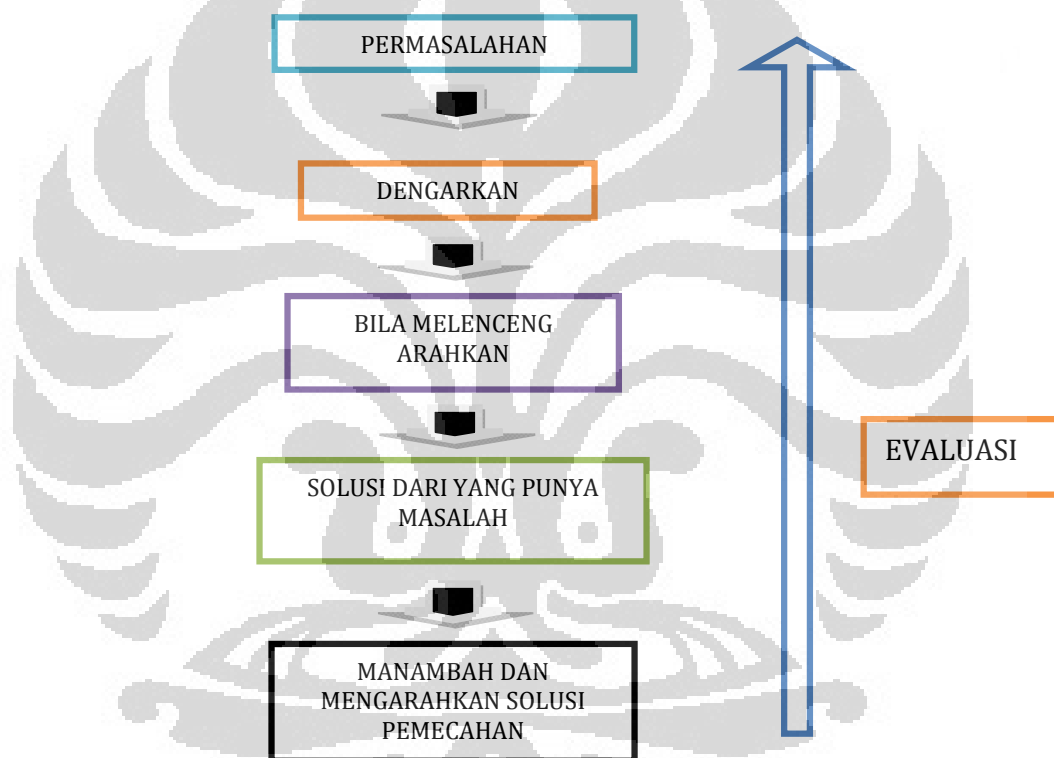 PERMASALAHAN
DENGARKAN
BILA MELENCENG
ARAHKAN
EVALUASI
SOLUSI DARI YANG PUNYA
MASALAH
MANAMBAH DAN
MENGARAHKAN SOLUSI
PEMECAHAN